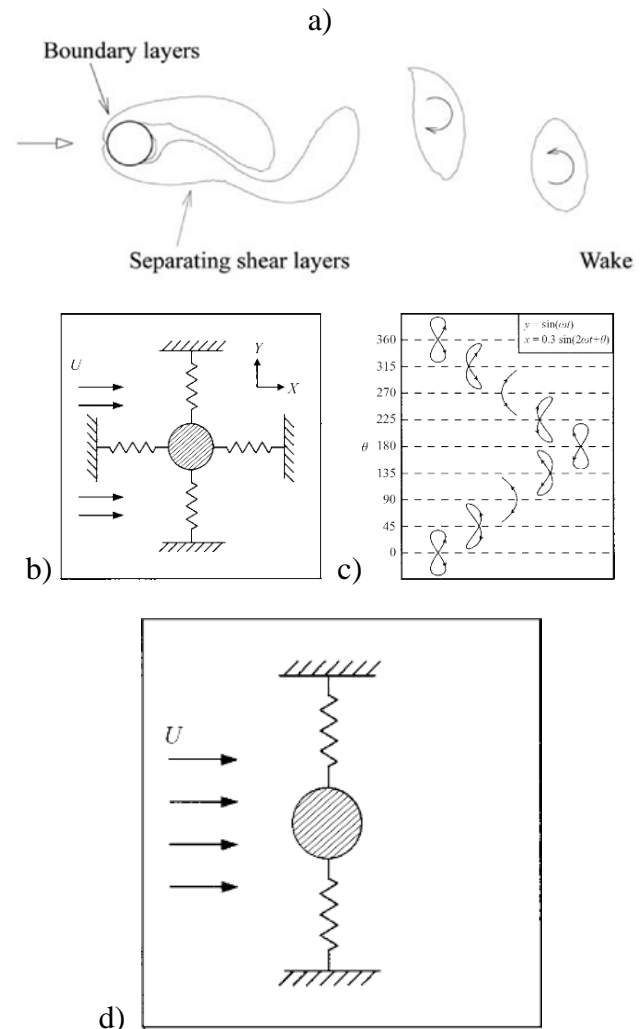 a)
Boundary layers
Separating shear layers
Wake
b)
U
Y
X
c)
y = sin(ωt)
x = 0.3 sin(2ωt+θ)
360
315
270
225
θ 180
135
90
45
0
d)
U